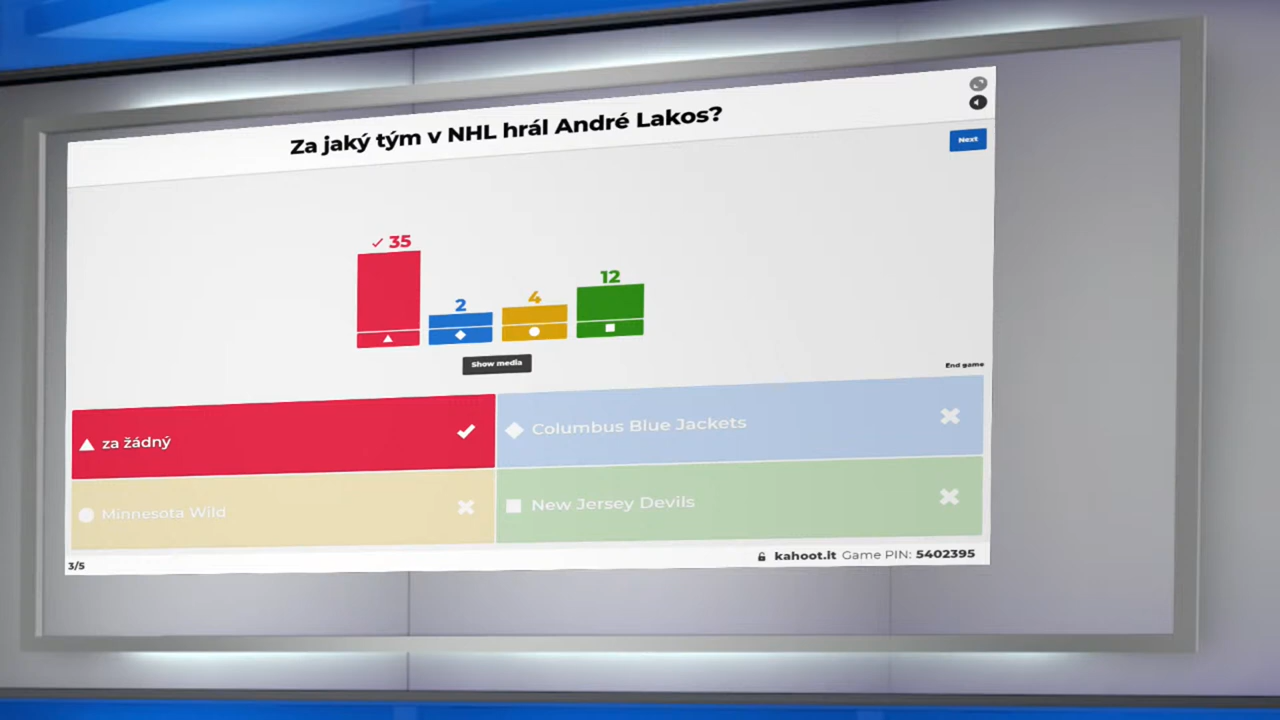 Za jaký tým v NHL hrál André Lakos?
Next
35
2
4
12
Show media
End game
za žádný
Columbus Blue Jackets
Minnesota Wild
New Jersey Devils
3/5
kahoot.it Game PIN: 5402395